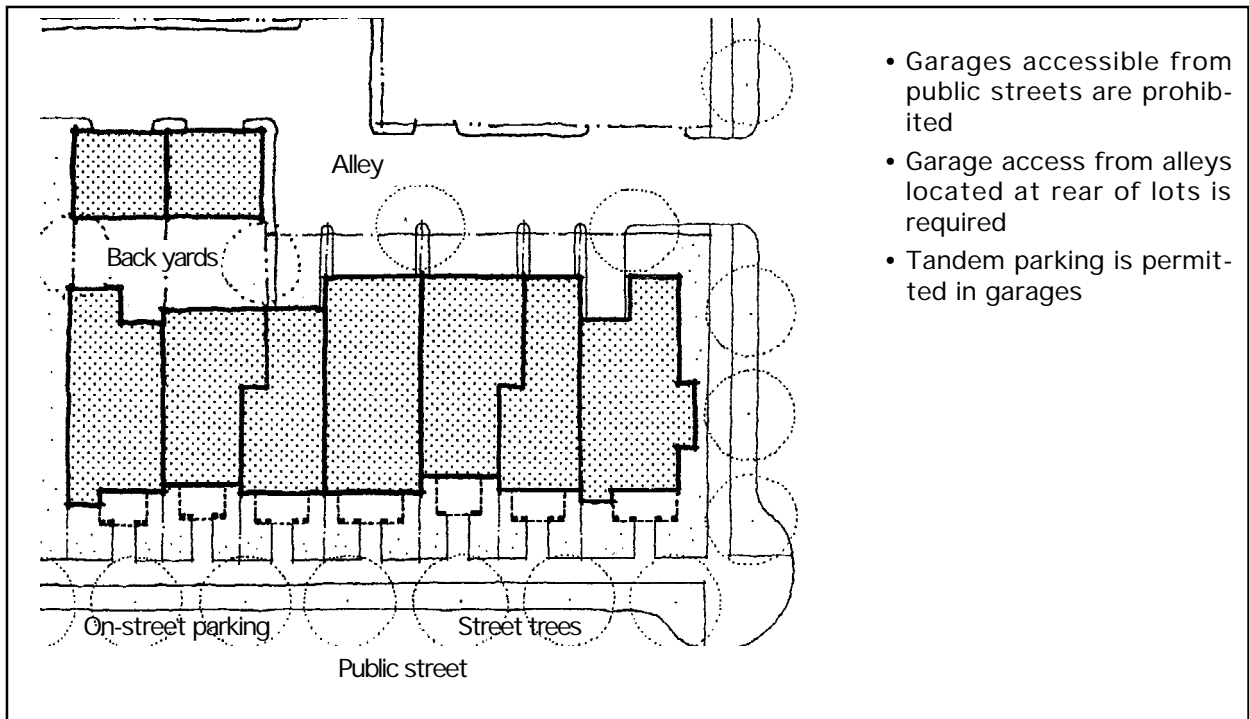 Alley
Back yards
On-street parking
Street trees
Public street
• Garages accessible from
public streets are prohib-
ited
• Garage access from alleys
located at rear of lots is
required
• Tandem parking is permit-
ted in garages